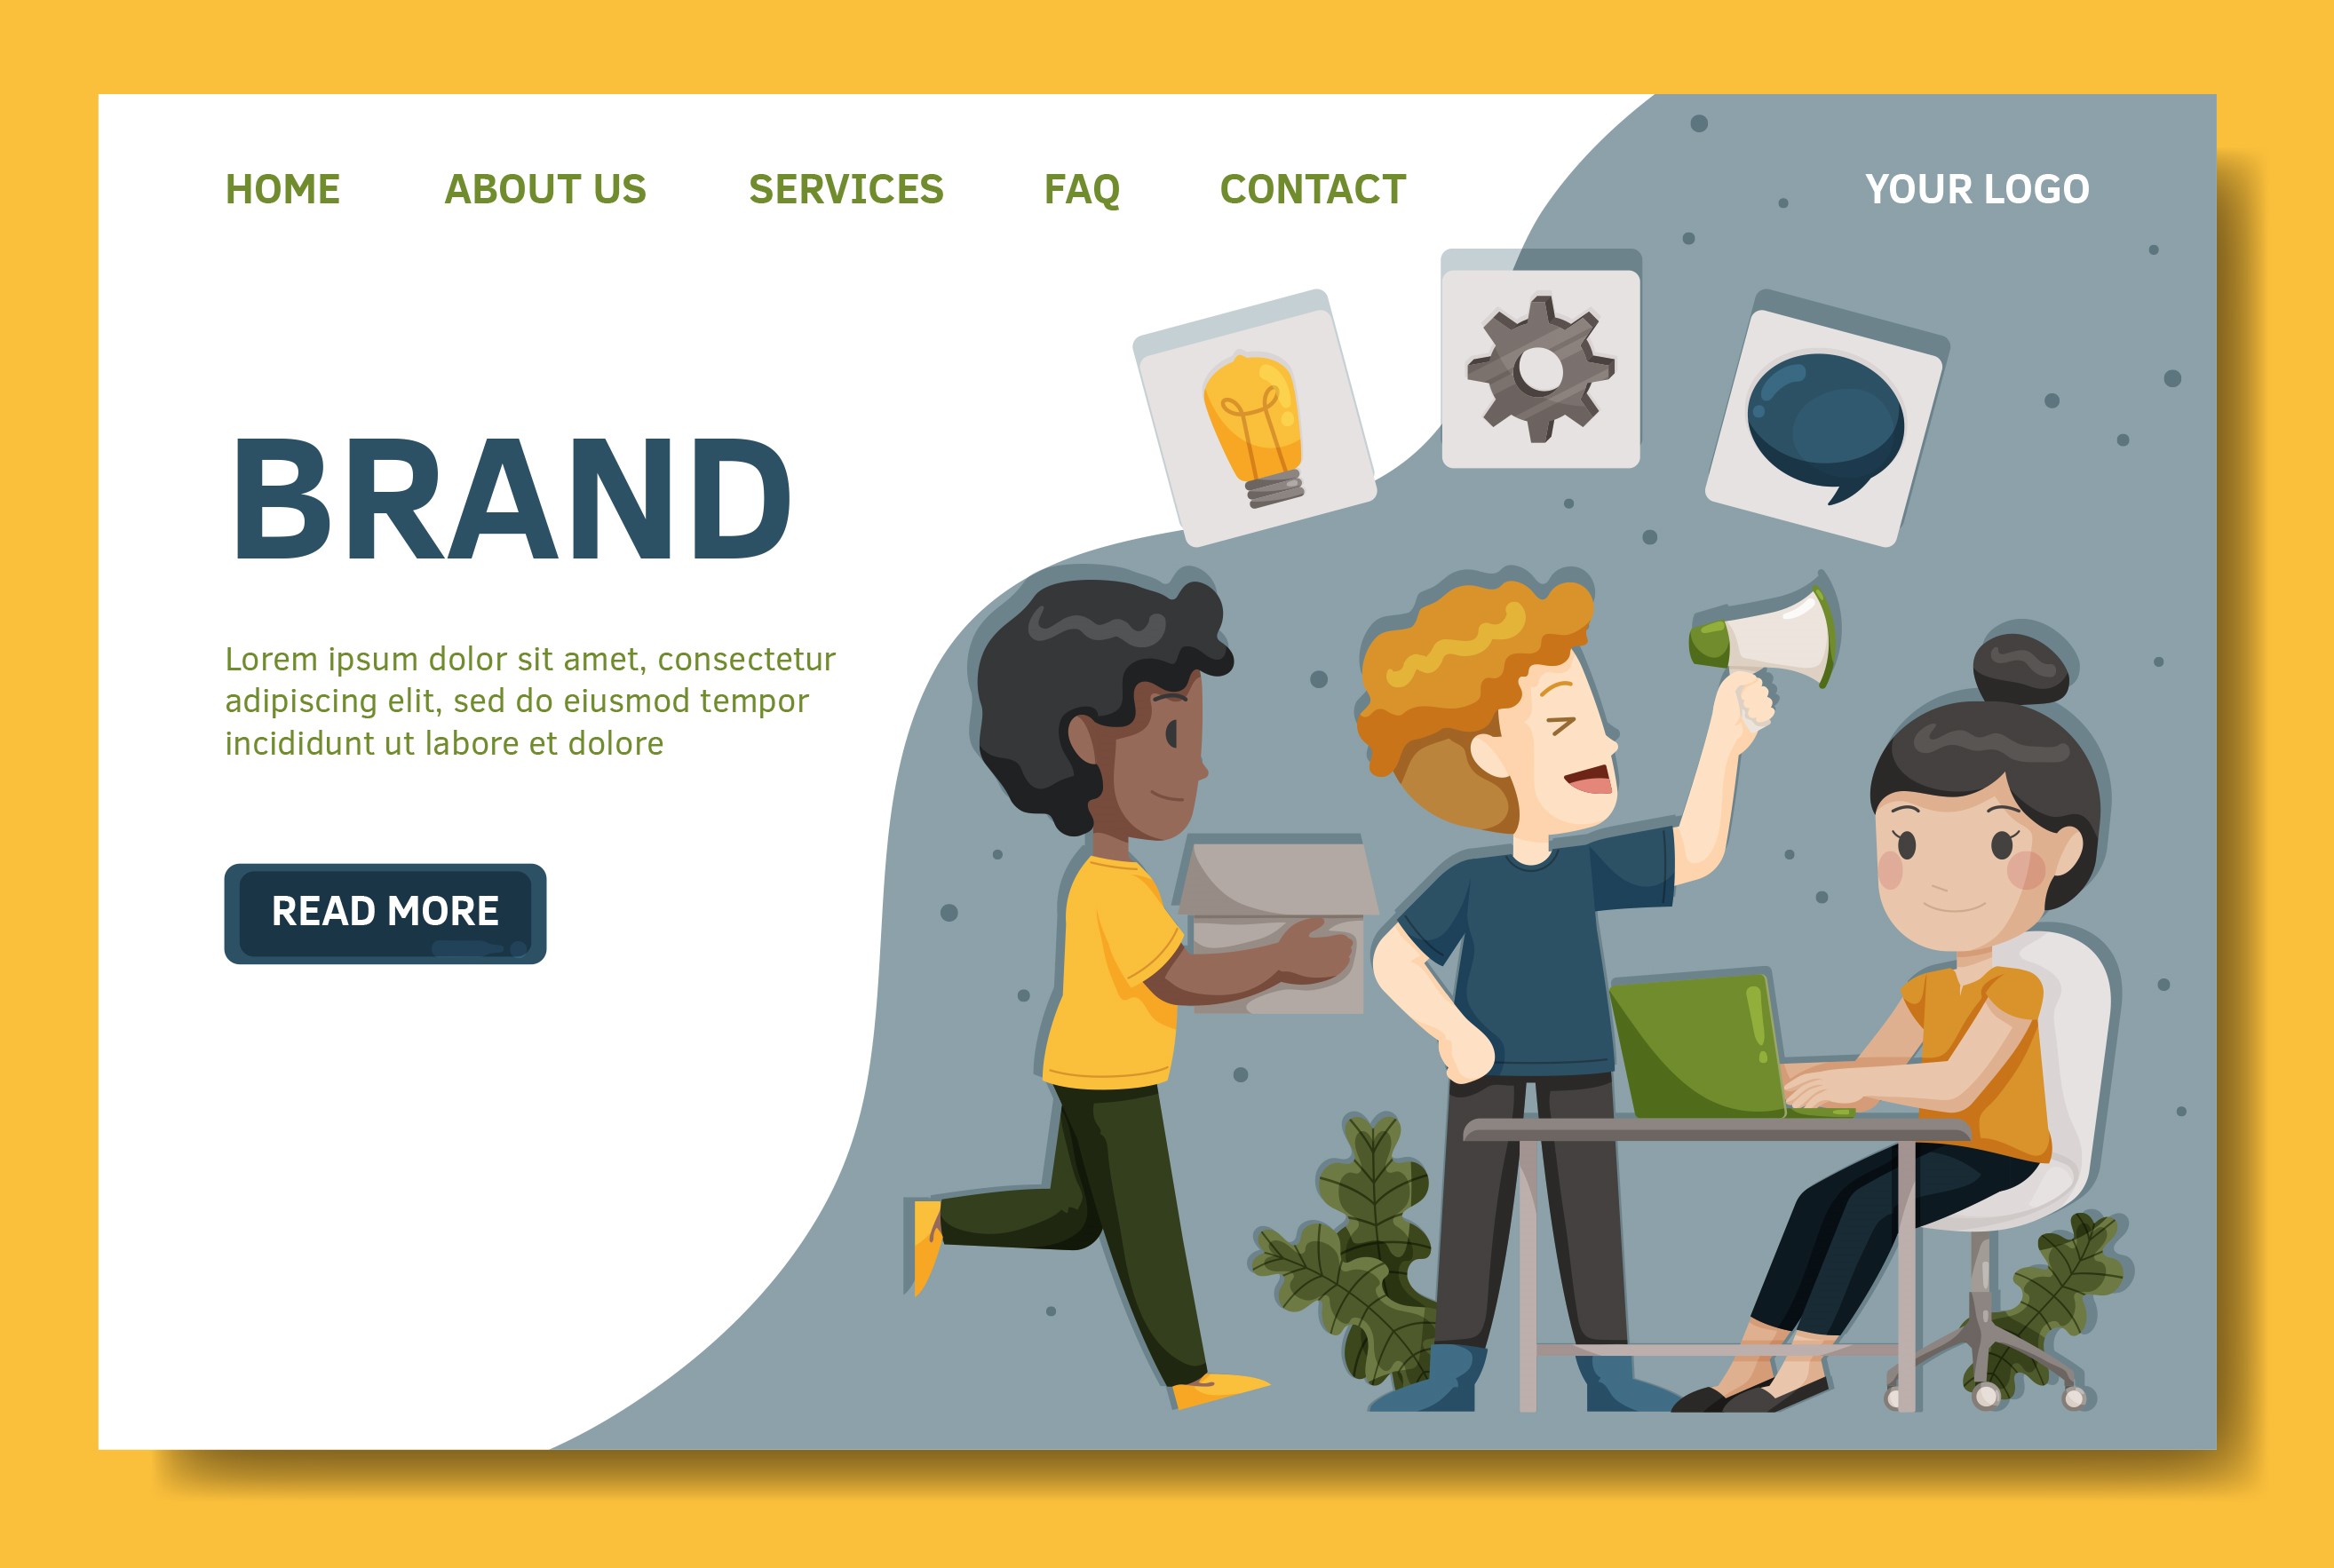 HOME ABOUT US SERVICES FAQ CONTACT YOUR LOGO
BRAND
Lorem ipsum dolor sit amet, consectetur
adipiscing elit, sed do eiusmod tempor
incididunt ut labore et dolore
READ MORE